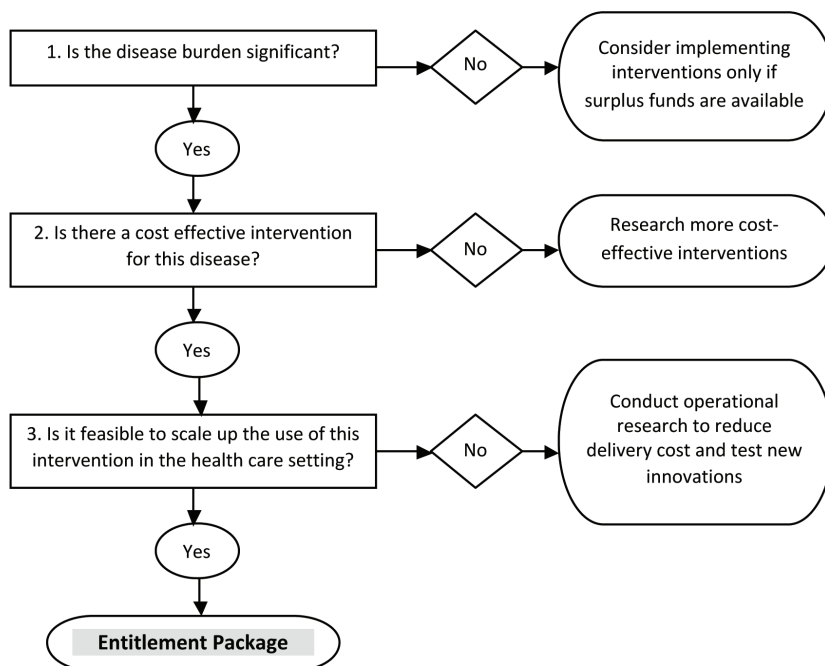 1. Is the disease burden significant?
No
Consider implementing
interventions only if
surplus funds are available
Yes
2. Is there a cost effective intervention
for this disease?
No
Research more cost-
effective interventions
Yes
3. Is it feasible to scale up the use of this
intervention in the health care setting?
No
Conduct operational
research to reduce
delivery cost and test new
innovations
Yes
Entitlement Package